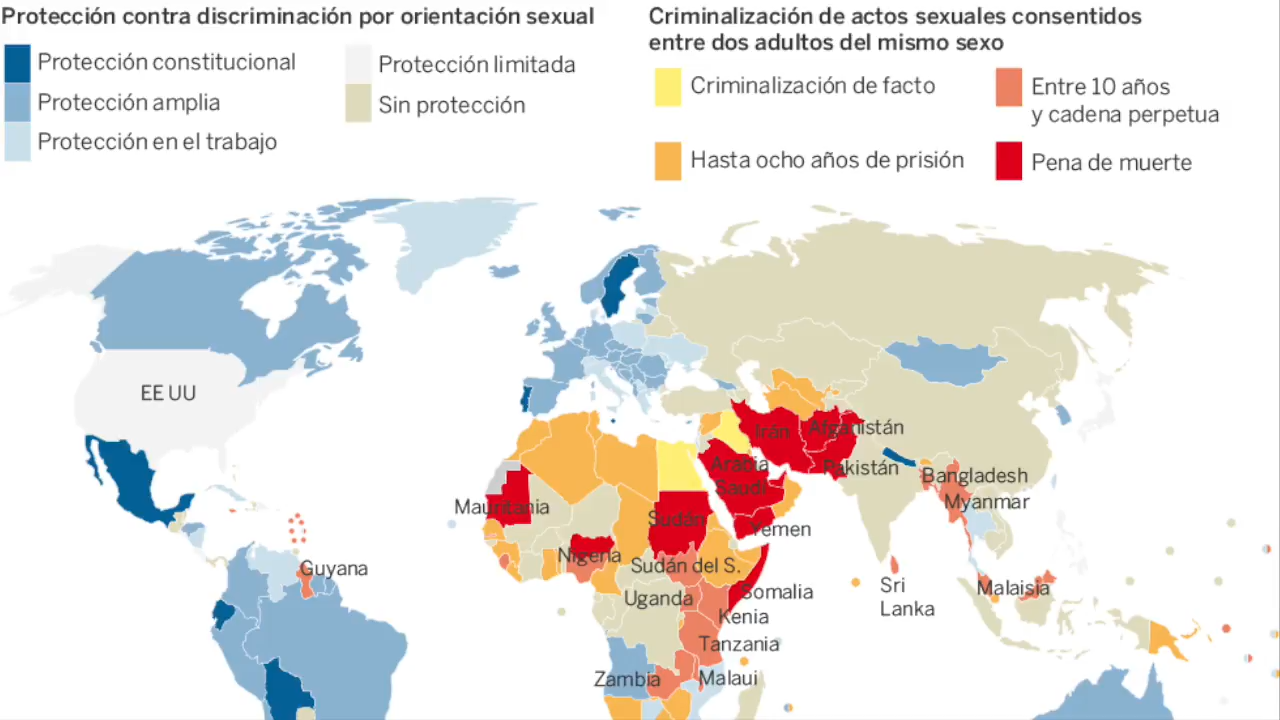 Protección contra discriminación por orientación sexual
Protección constitucional
Protección amplia
Protección en el trabajo
Protección limitada
Sin protección
Criminalización de actos sexuales consentidos
entre dos adultos del mismo sexo
Criminalización de facto
Hasta ocho años de prisión
Entre 10 años
y cadena perpetua
Pena de muerte
EE UU
Irán
Afganistán
Arabia
Saudí
Pakistán
Bangladesh
Mauritania
Myanmar
Sudán
Yemen
Nigeria
Sudán del S.
Guyana
Uganda
Somalia
Sri
Lanka
Malaisia
Kenia
Tanzania
Zambia
Malaui